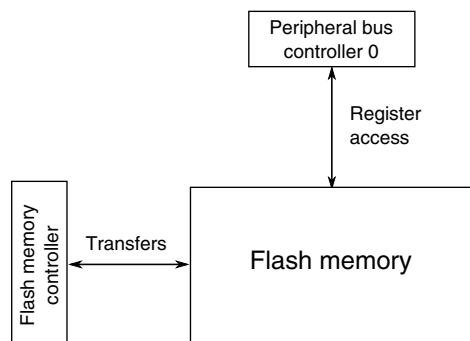 Peripheral bus
controller 0
Register
access
Flash memory
controller
Transfers
Flash memory